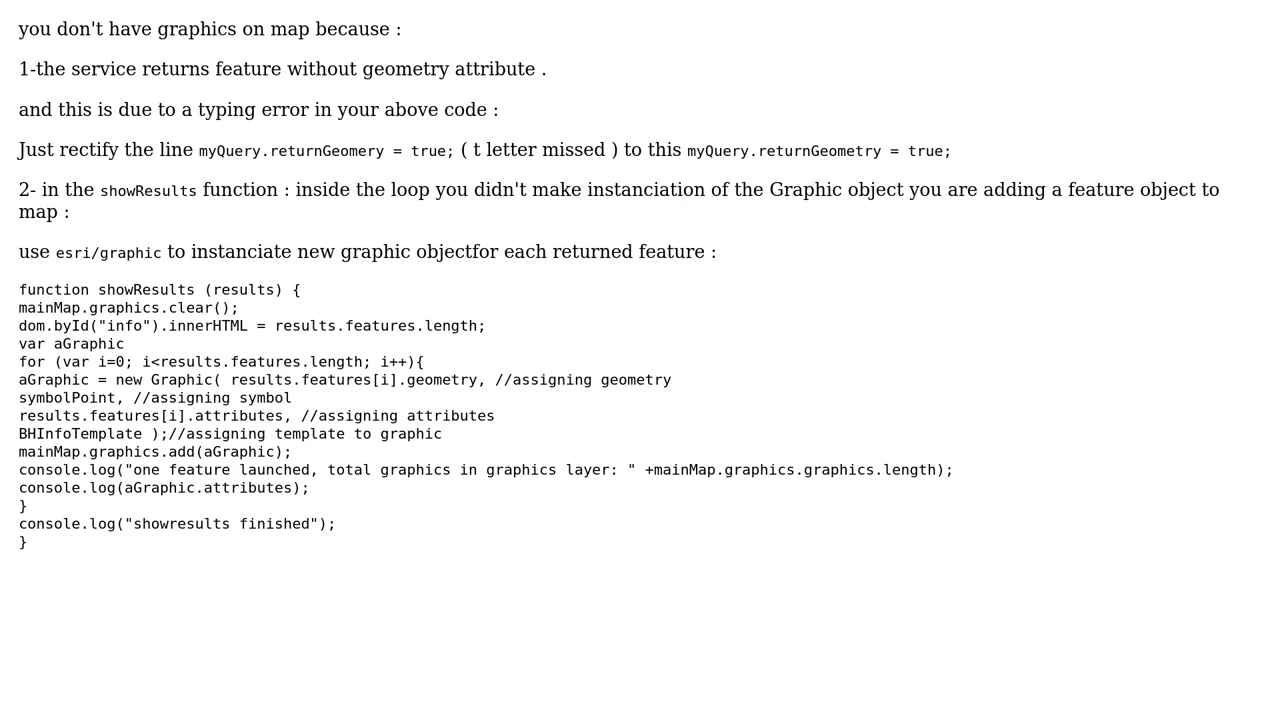 you don't have graphics on map because :
1-the service returns feature without geometry attribute .
and this is due to a typing error in your above code :
Just rectify the line myQuery.returnGeomery = true; ( t letter missed ) to this myQuery.returnGeometry = true;
2- in the showResults function : inside the loop you didn't make instanciation of the Graphic object you are adding a feature object to
map :
use esri/graphic to instanciate new graphic objectfor each returned feature :
function showResults (results) {
mainMap.graphics.clear();
dom.byId("info").innerHTML = results.features.length;
var aGraphic
for (var i=0; i<results.features.length; i++){
aGraphic = new Graphic( results.features[i].geometry, //assigning geometry
symbolPoint, //assigning symbol
results.features[i].attributes, //assigning attributes
BHInfoTemplate );//assigning template to graphic
mainMap.graphics.add(aGraphic);
console.log("one feature launched, total graphics in graphics layer: " +mainMap.graphics.graphics.length);
console.log(aGraphic.attributes);
}
console.log("showresults finished");
}